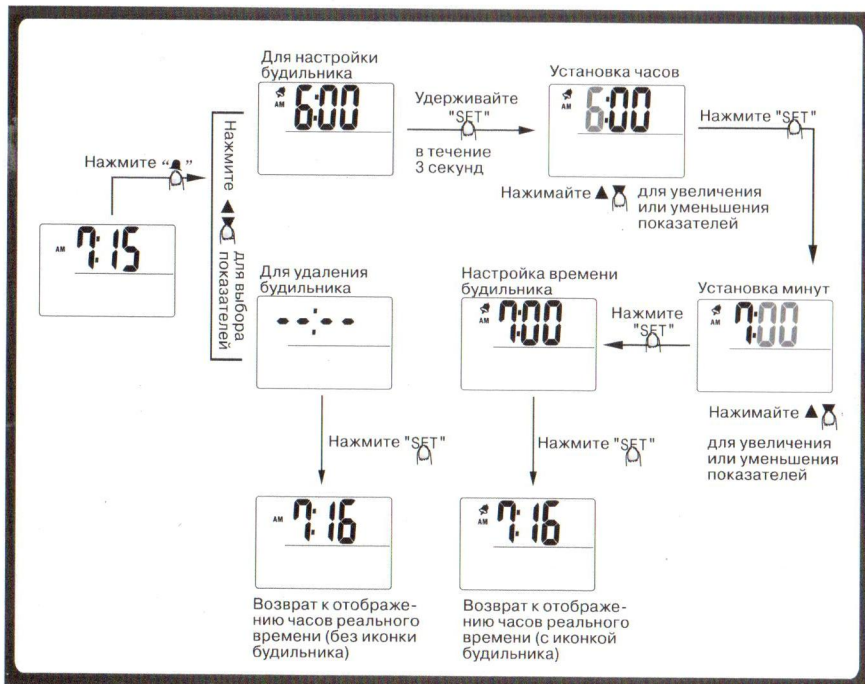 Для настройки
будильника
AM 6:00
Удерживайте
"SET"
в течение
3 секунд
Установка часов
AM 6:00
Нажмите "SET"
Нажимайте ▲▼ для увеличения
или уменьшения
показателей
Нажмите “🔔”
AM 7:15
Нажмите ▲▼ для выбора
показателей
Для удаления
будильника
--:--
Настройка времени
будильника
AM 7:00
Нажмите
"SET"
Установка минут
AM 7:00
Нажимайте ▲▼
для увеличения
или уменьшения
показателей
Нажмите "SET"
Нажмите "SET"
AM 7:16
AM 7:16
Возврат к отображе-
нию часов реального
времени (без иконки
будильника)
Возврат к отображе-
нию часов реального
времени (с иконкой
будильника)